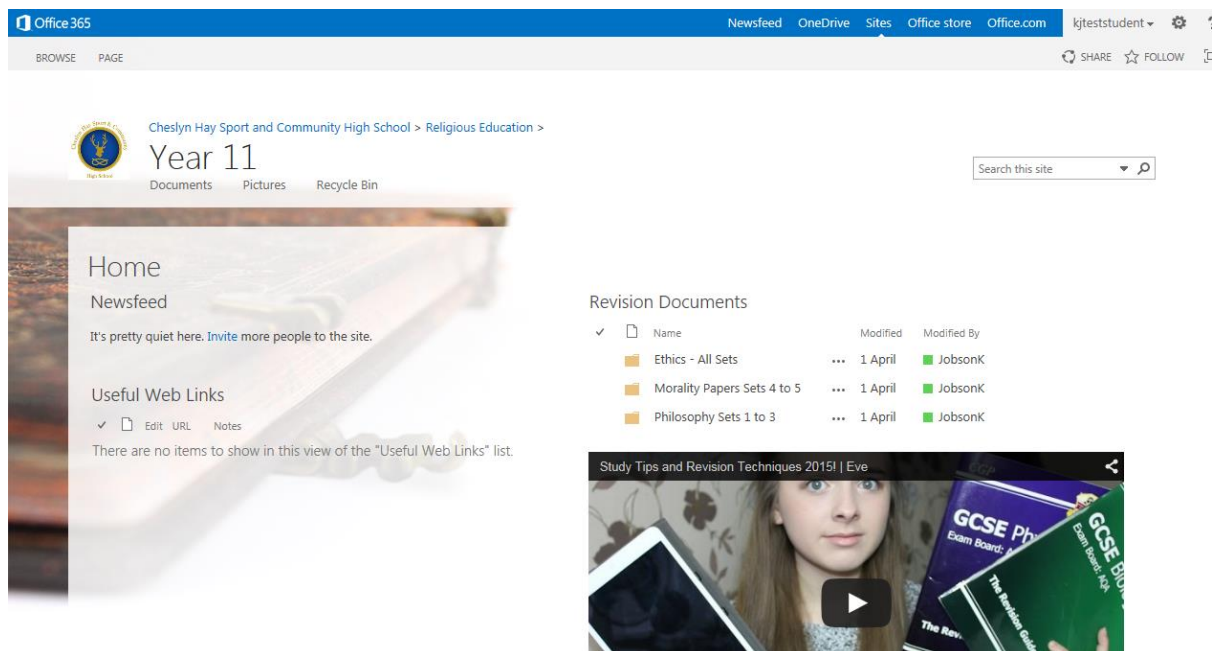 Office 365
Newsfeed OneDrive Sites Office store Office.com kjteststudent
BROWSE PAGE
SHARE FOLLOW
Cheslyn Hay Sport and Community High School > Religious Education >
Year 11
Documents Pictures Recycle Bin
Search this site
Home
Newsfeed
It's pretty quiet here. Invite more people to the site.
Useful Web Links
Edit URL Notes
There are no items to show in this view of the "Useful Web Links" list.
Revision Documents
Name Modified Modified By
Ethics - All Sets ... 1 April JobsonK
Morality Papers Sets 4 to 5 ... 1 April JobsonK
Philosophy Sets 1 to 3 ... 1 April JobsonK
Study Tips and Revision Techniques 2015! | Eve
CGP
GCSE
Exam Board:
The
GCSE
Exam Board: AQA
The Revision